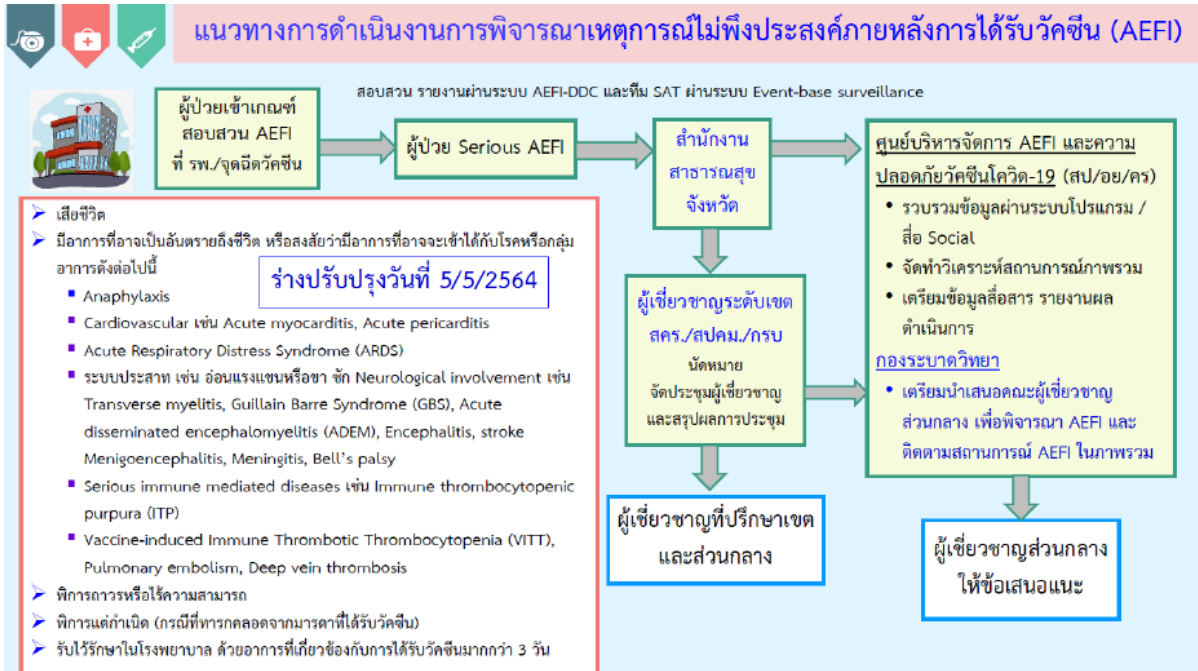 แนวทางการดำเนินงานการพิจารณาเหตุการณ์ไม่พึงประสงค์ภายหลังการได้รับวัคซีน (AEFI)
สอบสวน รายงานผ่านระบบ AEFI-DDC และทีม SAT ผ่านระบบ Event-base surveillance
ผู้ป่วยเข้าเกณฑ์
สอบสวน AEFI
ที่ รพ./จุดฉีดวัคซีน
ผู้ป่วย Serious AEFI
สำนักงาน
สาธารณสุข
จังหวัด
ศูนย์บริหารจัดการ AEFI และความ
ปลอดภัยวัคซีนโควิด-19 (สป/อย/คร)
• รวบรวมข้อมูลผ่านระบบโปรแกรม /
สื่อ Social
• จัดทำวิเคราะห์สถานการณ์ภาพรวม
• เตรียมข้อมูลสื่อสาร รายงานผล
ดำเนินการ
กองระบาดวิทยา
• เตรียมนำเสนอคณะผู้เชี่ยวชาญ
ส่วนกลาง เพื่อพิจารณา AEFI และ
ติดตามสถานการณ์ AEFI ในภาพรวม
ผู้เชี่ยวชาญระดับเขต
สคร./สปคม./กรบ
นัดหมาย
จัดประชุมผู้เชี่ยวชาญ
และสรุปผลการประชุม
ผู้เชี่ยวชาญที่ปรึกษาเขต
และส่วนกลาง
ผู้เชี่ยวชาญส่วนกลาง
ให้ข้อเสนอแนะ
➢ เสียชีวิต
➢ มีอาการที่อาจเป็นอันตรายถึงชีวิต หรือสงสัยว่ามีอาการที่อาจจะเข้าได้กับโรคหรือกลุ่ม
อาการดังต่อไปนี้
ร่างปรับปรุงวันที่ 5/5/2564
▪ Anaphylaxis
▪ Cardiovascular เช่น Acute myocarditis, Acute pericarditis
▪ Acute Respiratory Distress Syndrome (ARDS)
▪ ระบบประสาท เช่น อ่อนแรงแขนหรือขา ชัก Neurological involvement เช่น
Transverse myelitis, Guillain Barre Syndrome (GBS), Acute
disseminated encephalomyelitis (ADEM), Encephalitis, stroke
Menigoencephalitis, Meningitis, Bell's palsy
▪ Serious immune mediated diseases เช่น Immune thrombocytopenic
purpura (ITP)
▪ Vaccine-induced Immune Thrombotic Thrombocytopenia (VITT),
Pulmonary embolism, Deep vein thrombosis
➢ พิการถาวรหรือไร้ความสามารถ
➢ พิการแต่กำเนิด (กรณีที่ทารกคลอดจากมารดาที่ได้รับวัคซีน)
➢ รับไว้รักษาในโรงพยาบาล ด้วยอาการที่เกี่ยวข้องกับการได้รับวัคซีนมากกว่า 3 วัน